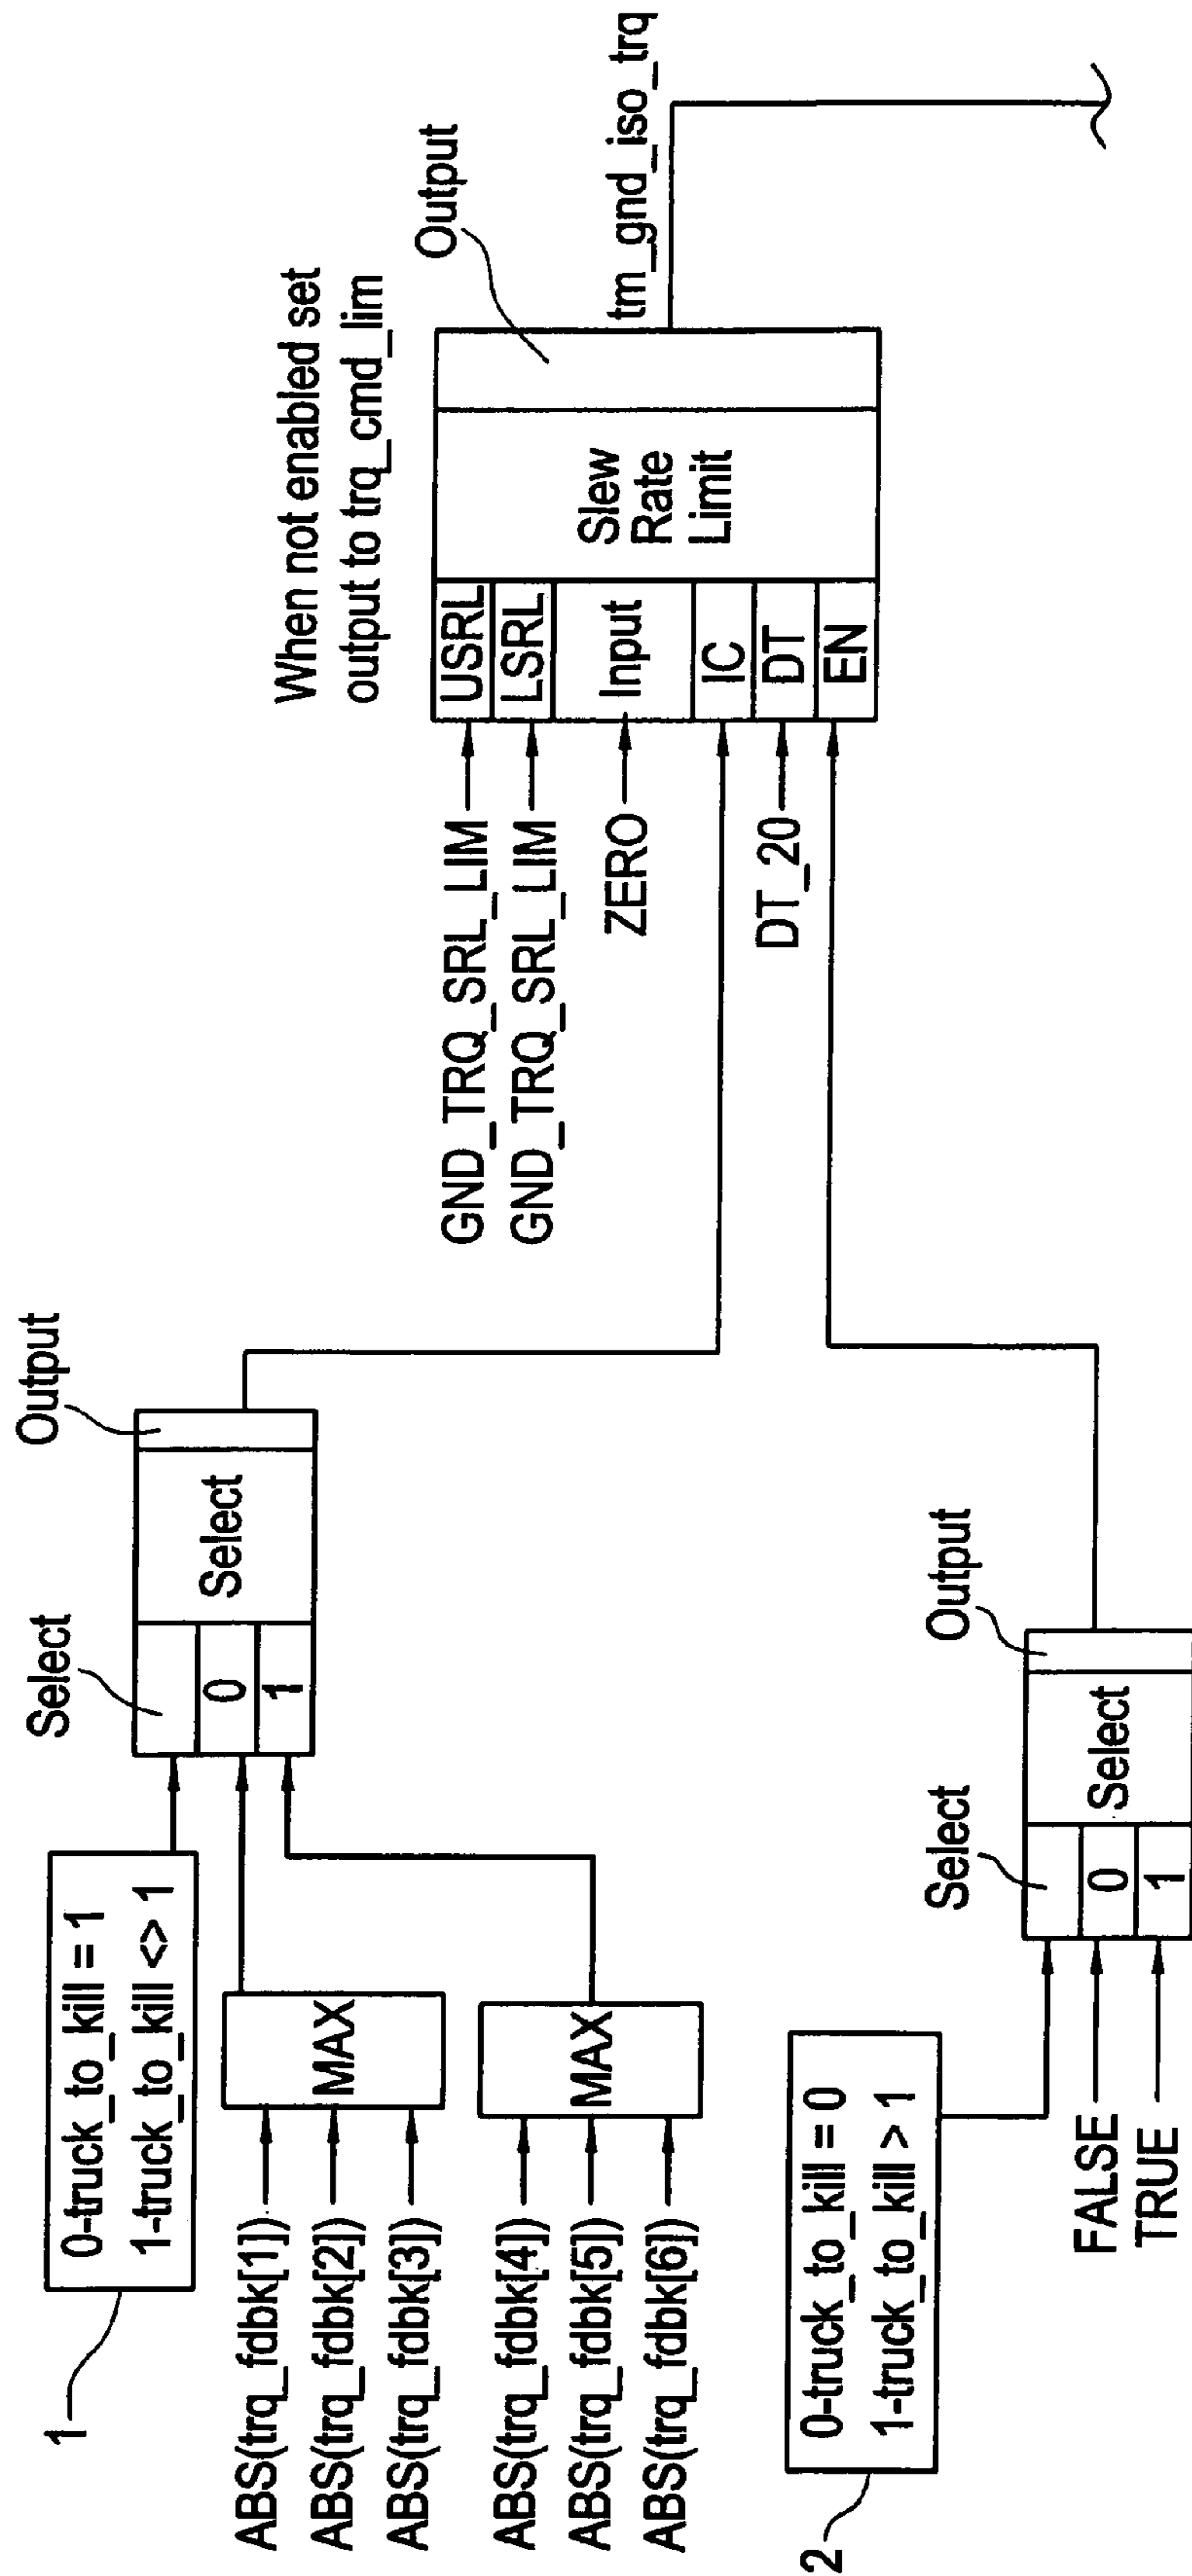 1
0-truck_to_kill = 1
1-truck_to_kill <> 1
ABS(trq_fdbk[1])
ABS(trq_fdbk[2])
ABS(trq_fdbk[3])
MAX
ABS(trq_fdbk[4])
ABS(trq_fdbk[5])
ABS(trq_fdbk[6])
MAX
Select
0
1
Select
Output
2
0-truck_to_kill = 0
1-truck_to_kill > 1
FALSE
TRUE
Select
0
1
Select
Output
When not enabled set
output to trq_cmd_lim
GND_TRQ_SRL_LIM
GND_TRQ_SRL_LIM
ZERO
DT_20
USRL
LSRL
Input
IC
DT
EN
Slew
Rate
Limit
Output
tm_gnd_iso_trq